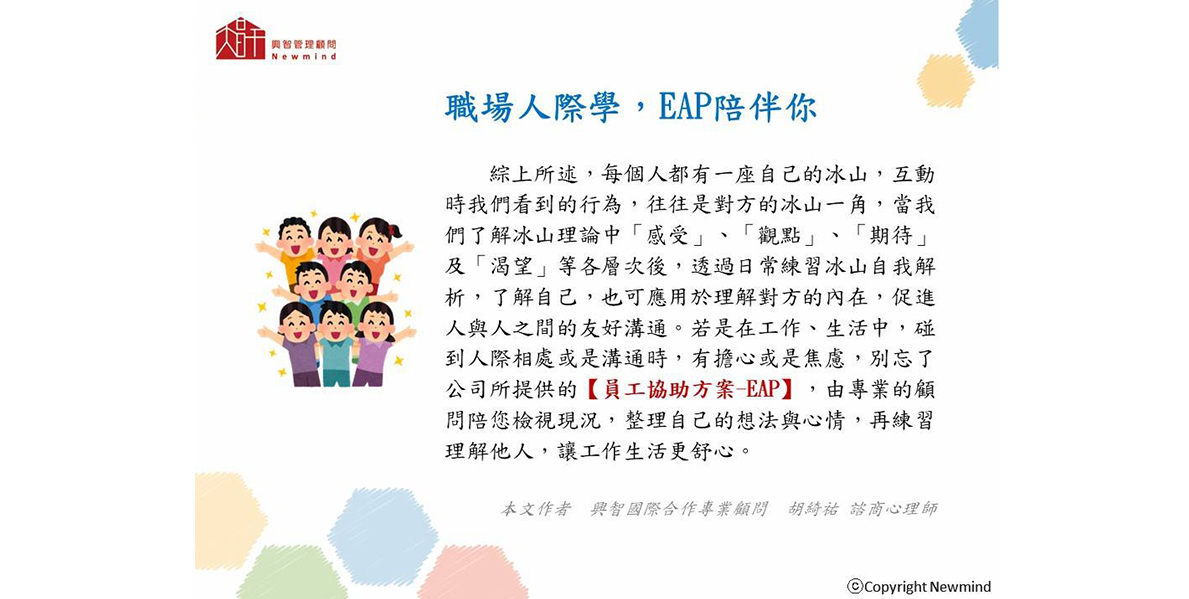 興智管理顧問
Newmind
職場人際學，EAP陪伴你
綜上所述，每個人都有一座自己的冰山，互動
時我們看到的行為，往往是對方的冰山一角，當我
們了解冰山理論中「感受」、「觀點」、「期待」
及「渴望」等各層次後，透過日常練習冰山自我解
析，了解自己，也可應用於理解對方的內在，促進
人與人之間的友好溝通。若是在工作、生活中，碰
到人際相處或是溝通時，有擔心或是焦慮，別忘了
公司所提供的【員工協助方案-EAP】，由專業的顧
問陪您檢視現況，整理自己的想法與心情，再練習
理解他人，讓工作生活更舒心。
本文作者　興智國際合作專業顧問　胡綺祐 諮商心理師
ⓒCopyright Newmind